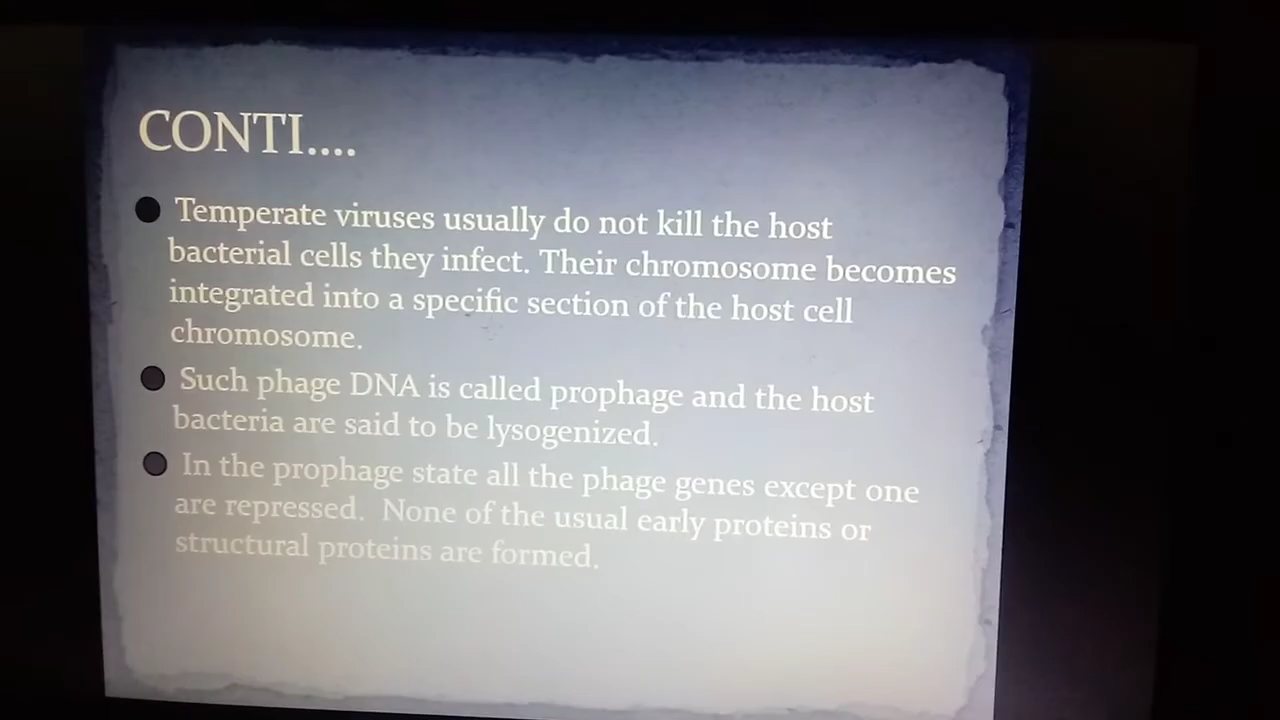 CONTI....
Temperate viruses usually do not kill the host
bacterial cells they infect. Their chromosome becomes
integrated into a specific section of the host cell
chromosome.
Such phage DNA is called prophage and the host
bacteria are said to be lysogenized.
In the prophage state all the phage genes except one
are repressed. None of the usual early proteins or
structural proteins are formed.